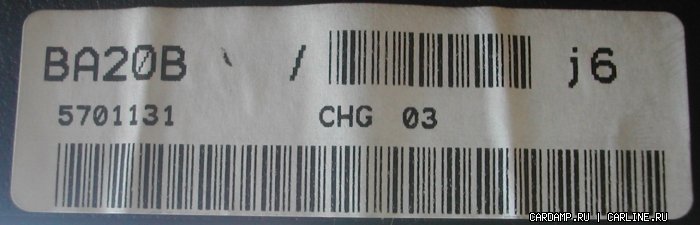 BA20B / j6
5701131 CHG 03
CARDAMP.RU | CARLINE.RU